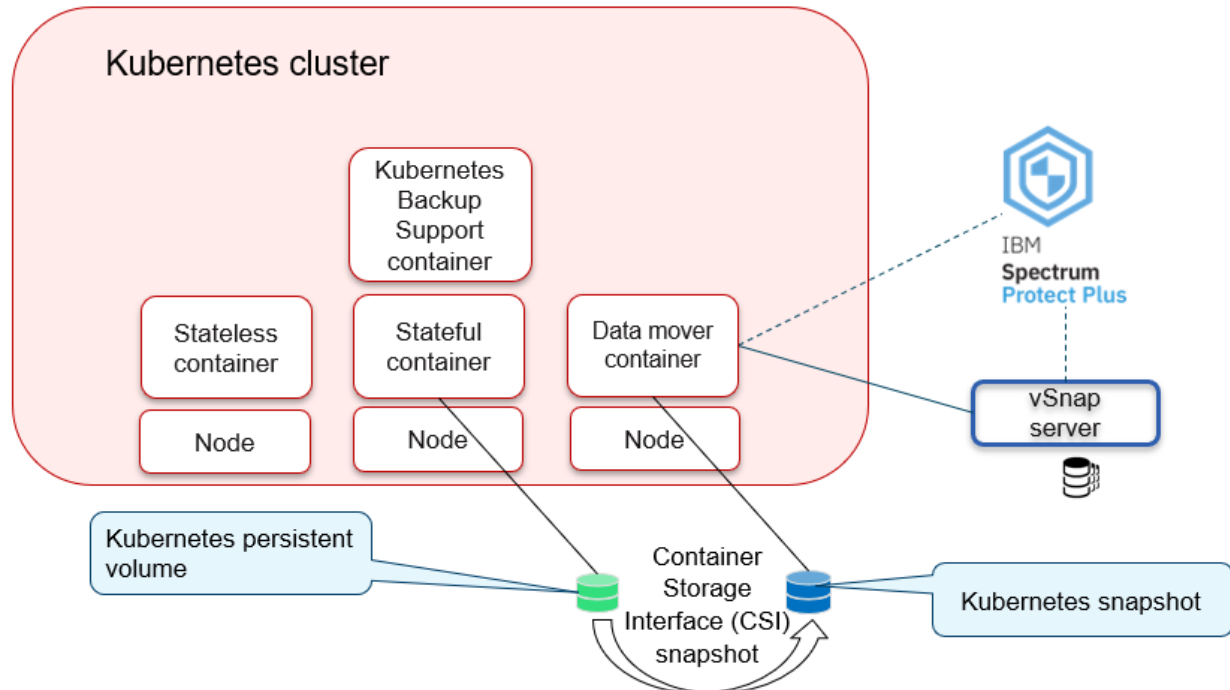 Kubernetes cluster
Kubernetes
Backup
Support
container
Stateless
container
Stateful
container
Data mover
container
Node
Node
Node
IBM
Spectrum
Protect Plus
vSnap
server
Kubernetes persistent
volume
Container
Storage
Interface (CSI)
snapshot
Kubernetes snapshot